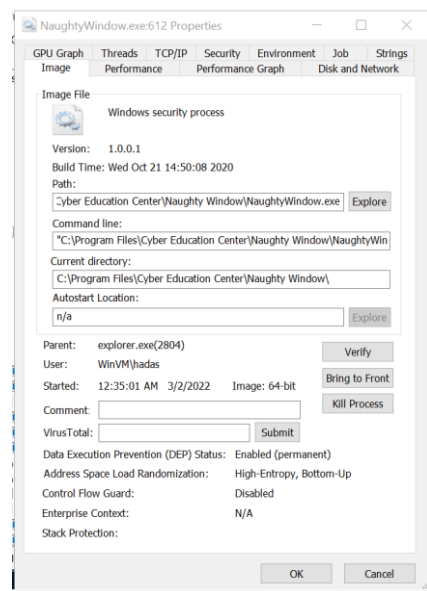 NaughtyWindow.exe:612 Properties
GPU Graph Threads TCP/IP Security Environment Job Strings
Image Performance Performance Graph Disk and Network
Image File
Windows security process
Version: 1.0.0.1
Build Time: Wed Oct 21 14:50:08 2020
Path:
Cyber Education Center\Naughty Window\NaughtyWindow.exe Explore
Command line:
"C:\Program Files\Cyber Education Center\Naughty Window\NaughtyWin
Current directory:
C:\Program Files\Cyber Education Center\Naughty Window\
Autostart Location:
n/a Explore
Parent: explorer.exe(2804)
Verify
User: WinVM\hadas
Bring to Front
Started: 12:35:01 AM 3/2/2022 Image: 64-bit
Kill Process
Comment:
VirusTotal: Submit
Data Execution Prevention (DEP) Status: Enabled (permanent)
Address Space Load Randomization: High-Entropy, Bottom-Up
Control Flow Guard: Disabled
Enterprise Context: N/A
Stack Protection:
OK Cancel